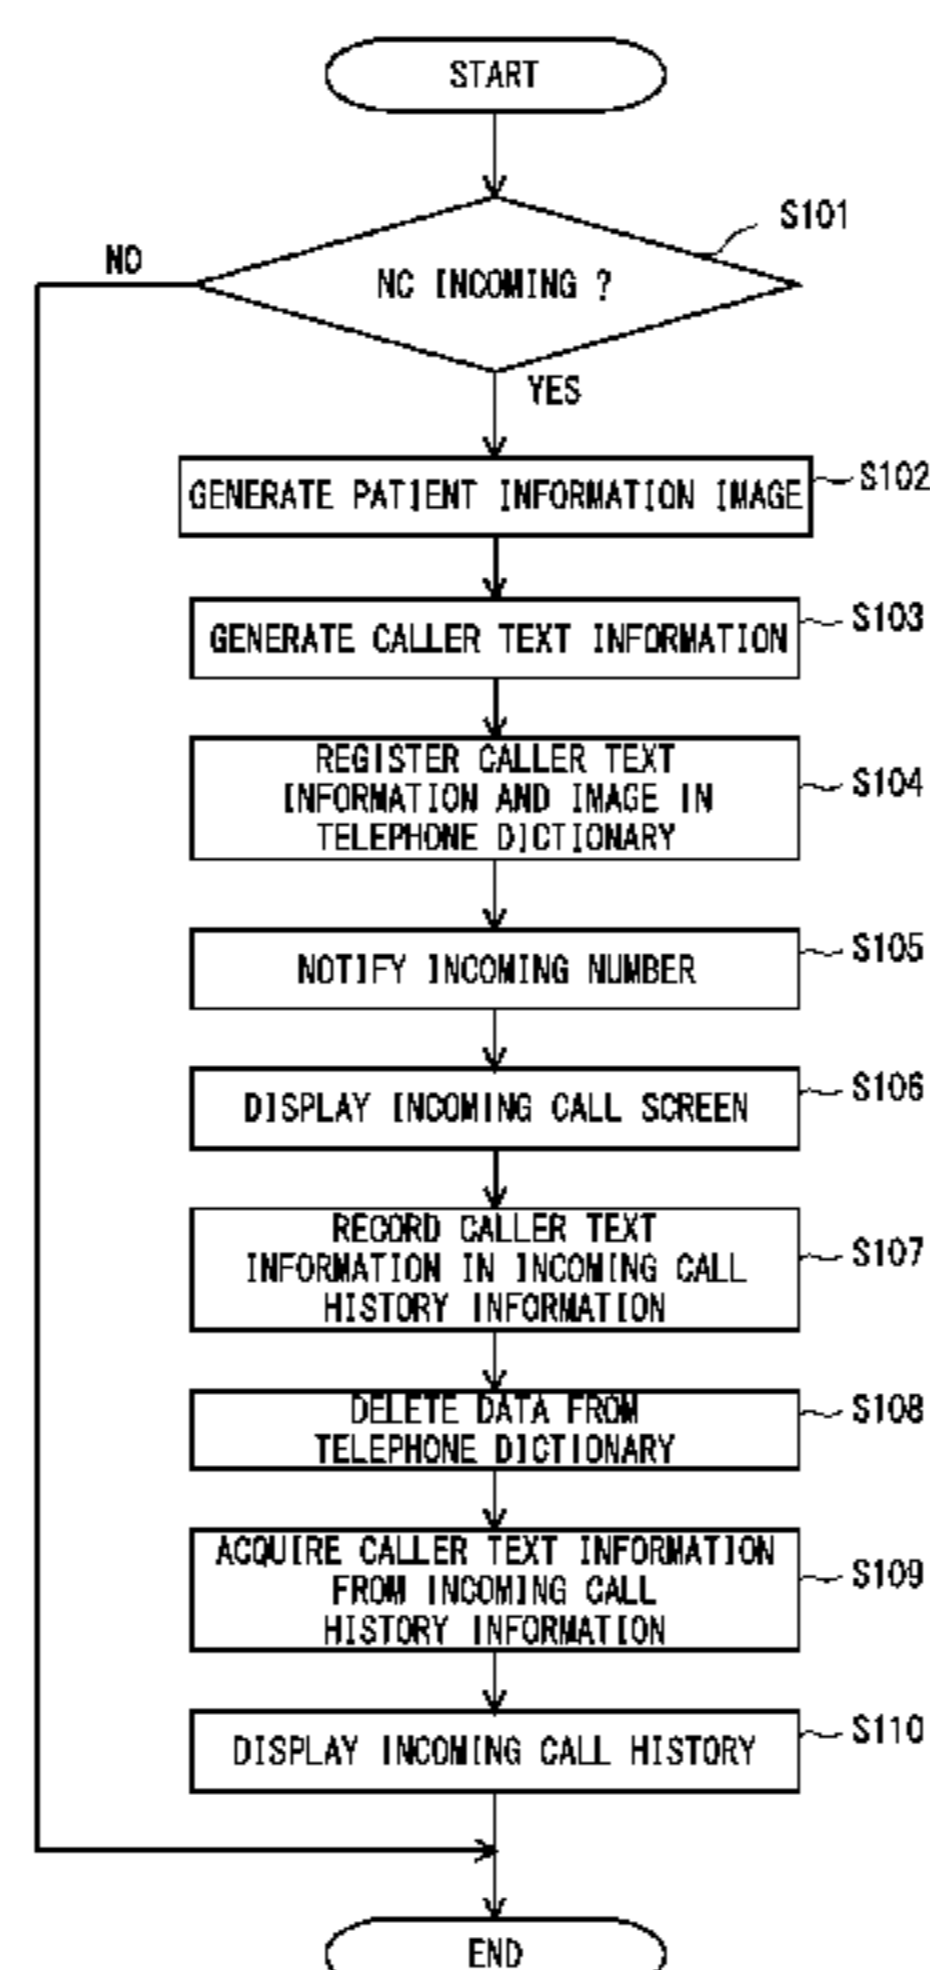 START
S101
NO
NC INCOMING ?
YES
GENERATE PATIENT INFORMATION IMAGE
S102
GENERATE CALLER TEXT INFORMATION
S103
REGISTER CALLER TEXT
INFORMATION AND IMAGE IN
TELEPHONE DICTIONARY
S104
NOTIFY INCOMING NUMBER
S105
DISPLAY INCOMING CALL SCREEN
S106
RECORD CALLER TEXT
INFORMATION IN INCOMING CALL
HISTORY INFORMATION
S107
DELETE DATA FROM
TELEPHONE DICTIONARY
S108
ACQUIRE CALLER TEXT INFORMATION
FROM INCOMING CALL
HISTORY INFORMATION
S109
DISPLAY INCOMING CALL HISTORY
S110
END